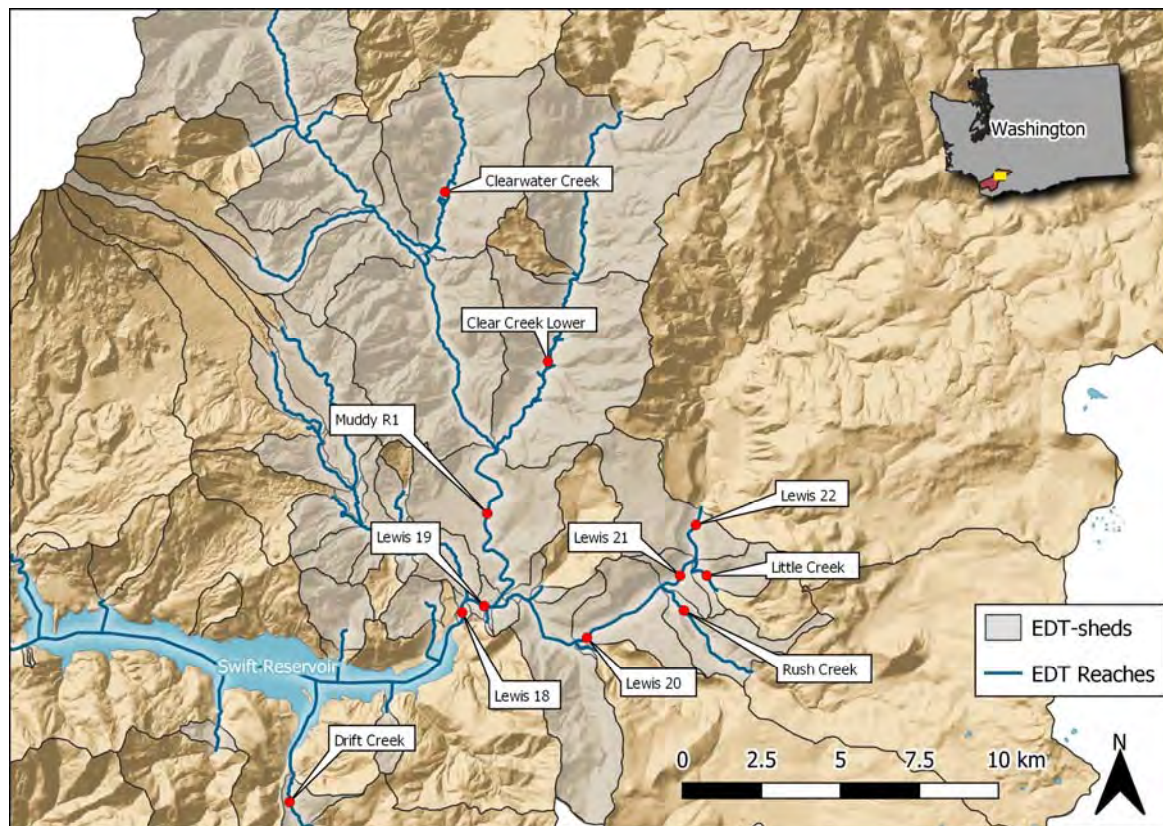 Washington
Clearwater Creek
Clear Creek Lower
Muddy R1
Lewis 22
Lewis 19
Lewis 21
Little Creek
EDT-sheds
Swift Reservoir
Rush Creek
EDT Reaches
Lewis 18
Lewis 20
Drift Creek
N
0 2.5 5 7.5 10 km